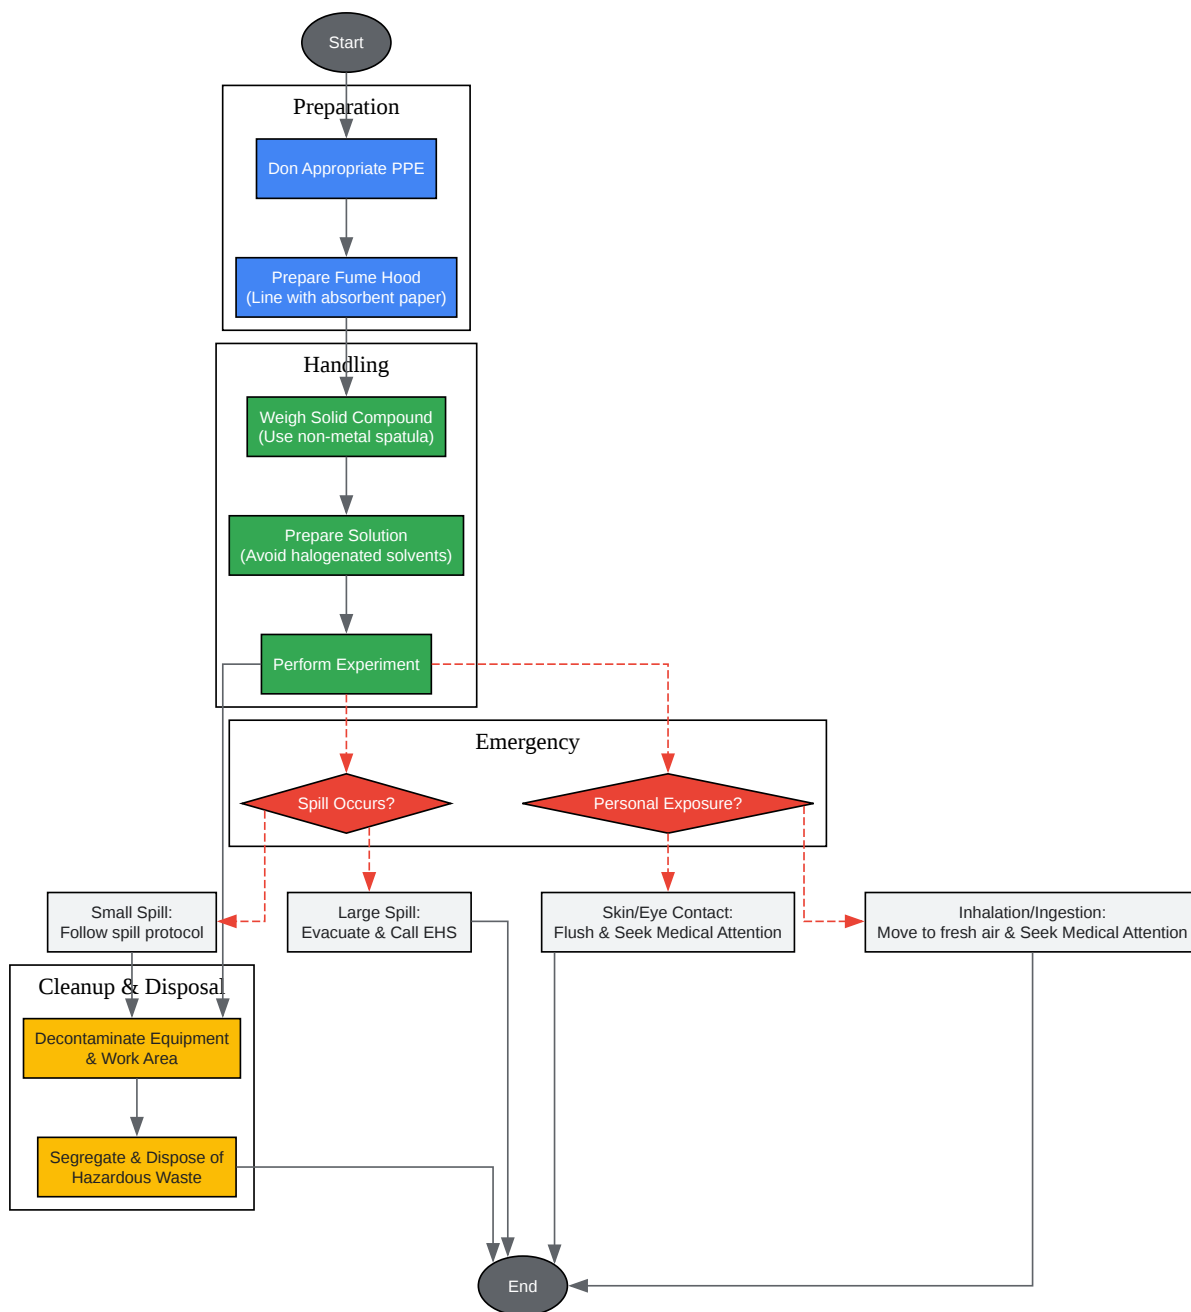 Start
Preparation
Don Appropriate PPE
Prepare Fume Hood
(Line with absorbent paper)
Handling
Weigh Solid Compound
(Use non-metal spatula)
Prepare Solution
(Avoid halogenated solvents)
Perform Experiment
Emergency
Spill Occurs?
Personal Exposure?
Small Spill:
Follow spill protocol
Large Spill:
Evacuate & Call EHS
Skin/Eye Contact:
Flush & Seek Medical Attention
Inhalation/Ingestion:
Move to fresh air & Seek Medical Attention
Cleanup & Disposal
Decontaminate Equipment
& Work Area
Segregate & Dispose of
Hazardous Waste
End